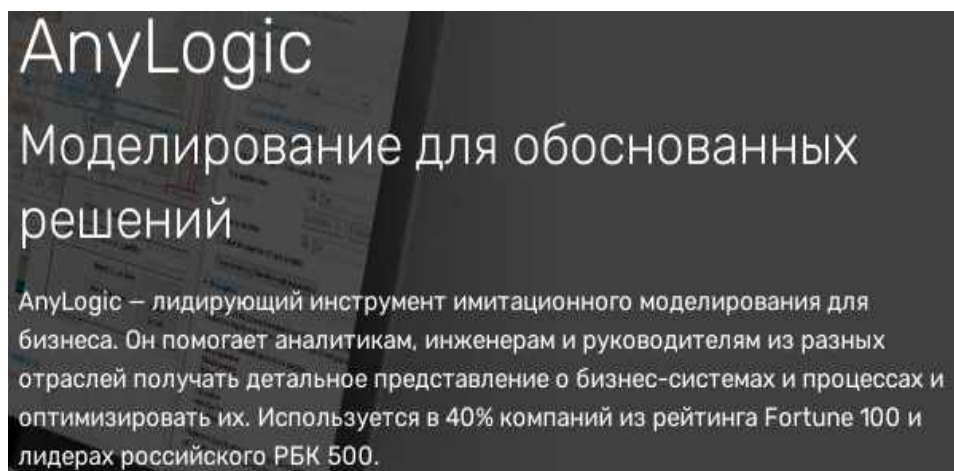 AnyLogic
Моделирование для обоснованных
решений
AnyLogic – лидирующий инструмент имитационного моделирования для
бизнеса. Он помогает аналитикам, инженерам и руководителям из разных
отраслей получать детальное представление о бизнес-системах и процессах и
оптимизировать их. Используется в 40% компаний из рейтинга Fortune 100 и
лидерах российского РБК 500.